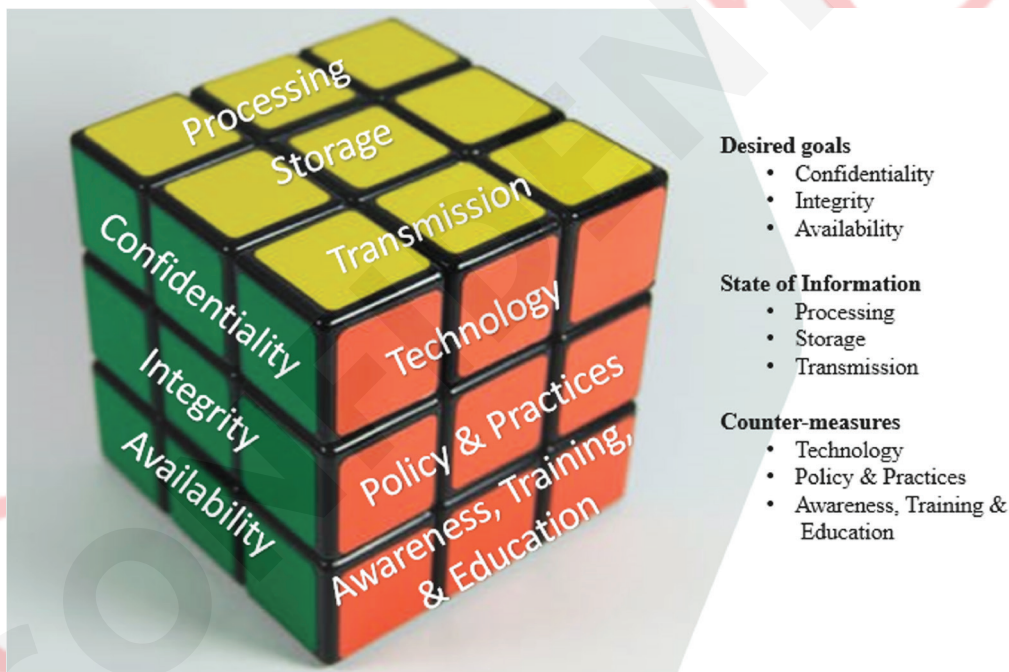 Processing
Storage
Transmission
Confidentiality
Integrity
Availability
Technology
Policy & Practices
Awareness, Training,
& Education
Desired goals
• Confidentiality
• Integrity
• Availability
State of Information
• Processing
• Storage
• Transmission
Counter-measures
• Technology
• Policy & Practices
• Awareness, Training &
Education